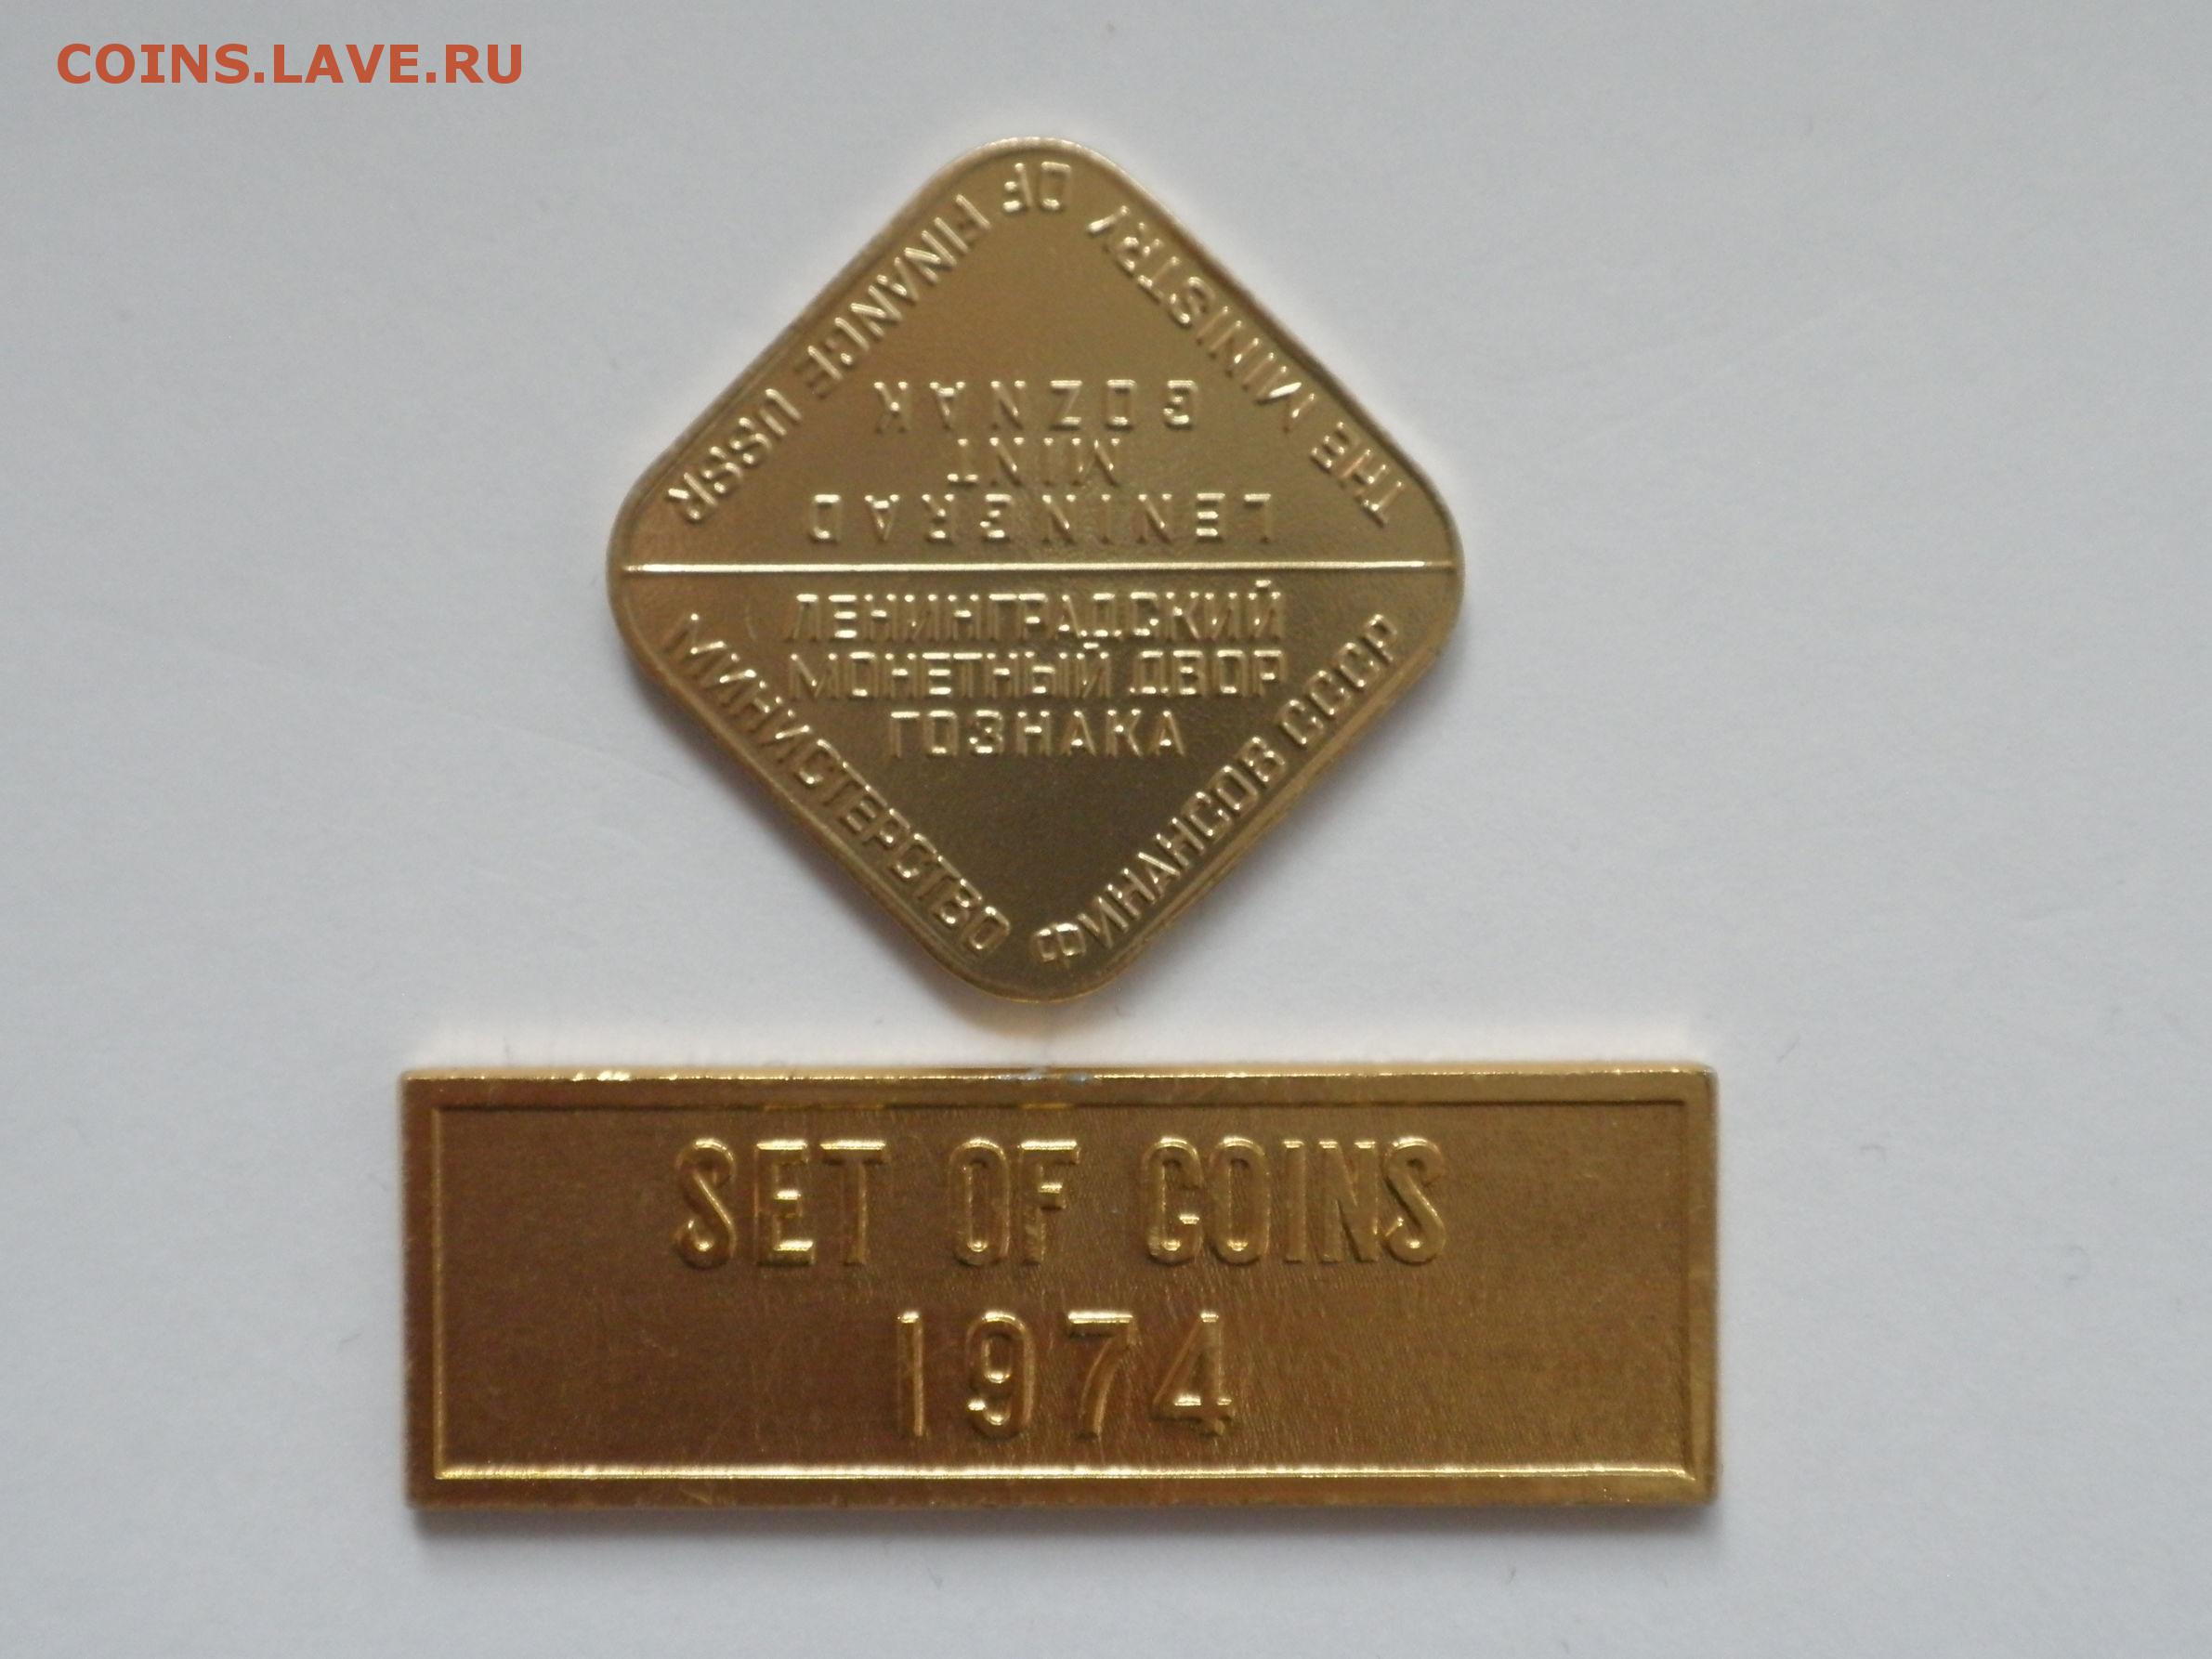 COINS.LAVE.RU
THE MINISTRY OF FINANCE USSR
LENINGRAD
MINT
GOZNAK
ЛЕНИНГРАДСКИЙ
МОНЕТНЫЙ ДВОР
ГОЗНАКА
МИНИСТЕРСТВО ФИНАНСОВ СССР
SET OF COINS
1974